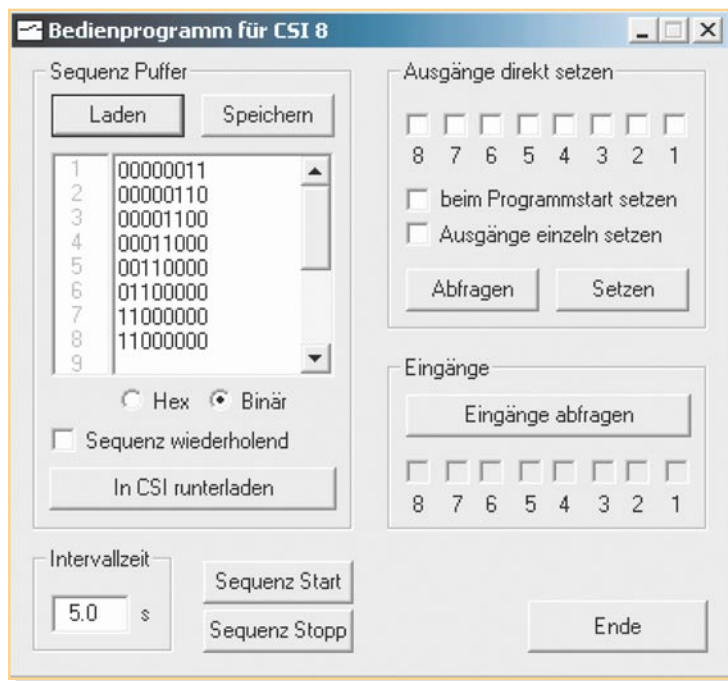 Bedienprogramm für CSI 8
Sequenz Puffer
Laden
Speichern
1 00000011
2 00000110
3 00001100
4 00011000
5 00110000
6 01100000
7 11000000
8 11000000
9
Hex
Binär
Sequenz wiederholend
In CSI runterladen
Intervallzeit
5.0 s
Sequenz Start
Sequenz Stopp
Ausgänge direkt setzen
8 7 6 5 4 3 2 1
beim Programmstart setzen
Ausgänge einzeln setzen
Abfragen
Setzen
Eingänge
Eingänge abfragen
8 7 6 5 4 3 2 1
Ende